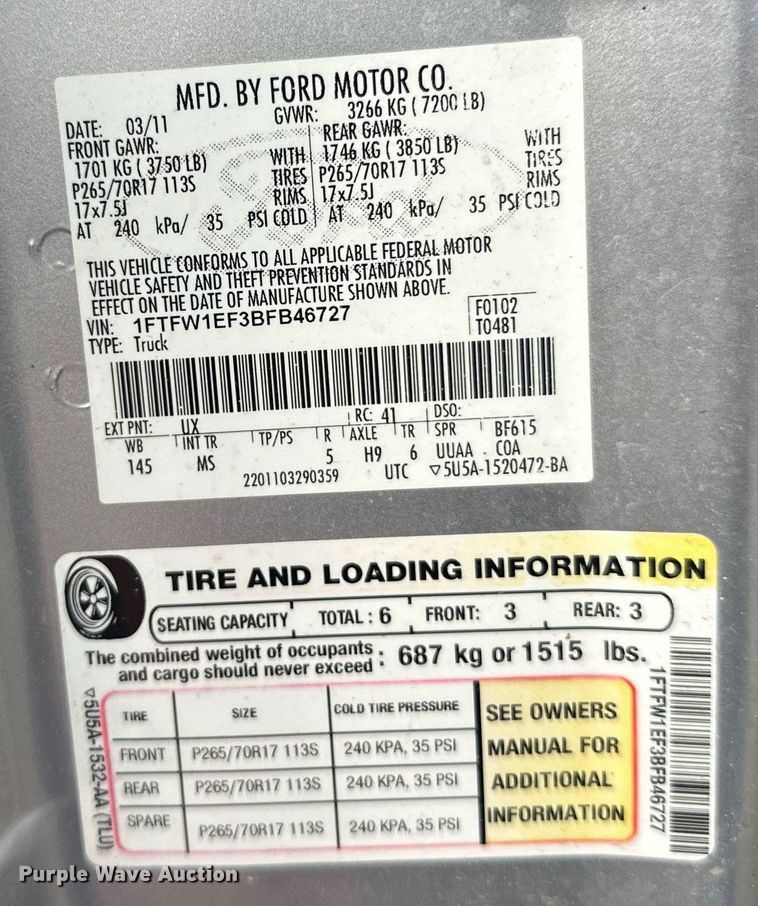 MFD. BY FORD MOTOR CO.
DATE: 03/11
GVWR: 3266 KG ( 7200 LB)
FRONT GAWR:
1701 KG ( 3750 LB) WITH
P265/70R17 113S TIRES
17x7.5J RIMS
AT 240 kPa/ 35 PSI COLD
REAR GAWR:
1746 KG ( 3850 LB) WITH
P265/70R17 113S TIRES
17x7.5J RIMS
AT 240 kPa/ 35 PSI COLD
THIS VEHICLE CONFORMS TO ALL APPLICABLE FEDERAL MOTOR
VEHICLE SAFETY AND THEFT PREVENTION STANDARDS IN
EFFECT ON THE DATE OF MANUFACTURE SHOWN ABOVE.
VIN: 1FTFW1EF3BFB46727
TYPE: Truck
F0102
T0481
EXT PNT: UX RC: 41 DSO:
WB INT TR TP/PS R AXLE TR SPR BF615
145 MS 5 H9 6 UUAA COA
2201103290359 UTC ▽5U5A-1520472-BA
TIRE AND LOADING INFORMATION
SEATING CAPACITY TOTAL : 6 FRONT: 3 REAR: 3
The combined weight of occupants
and cargo should never exceed : 687 kg or 1515 lbs.
TIRE SIZE COLD TIRE PRESSURE
FRONT P265/70R17 113S 240 KPA, 35 PSI
REAR P265/70R17 113S 240 KPA, 35 PSI
SPARE P265/70R17 113S 240 KPA, 35 PSI
SEE OWNERS
MANUAL FOR
ADDITIONAL
INFORMATION
▽5U5A-1532-AA (TLU)
1FTFW1EF3BFB46727
Purple Wave Auction